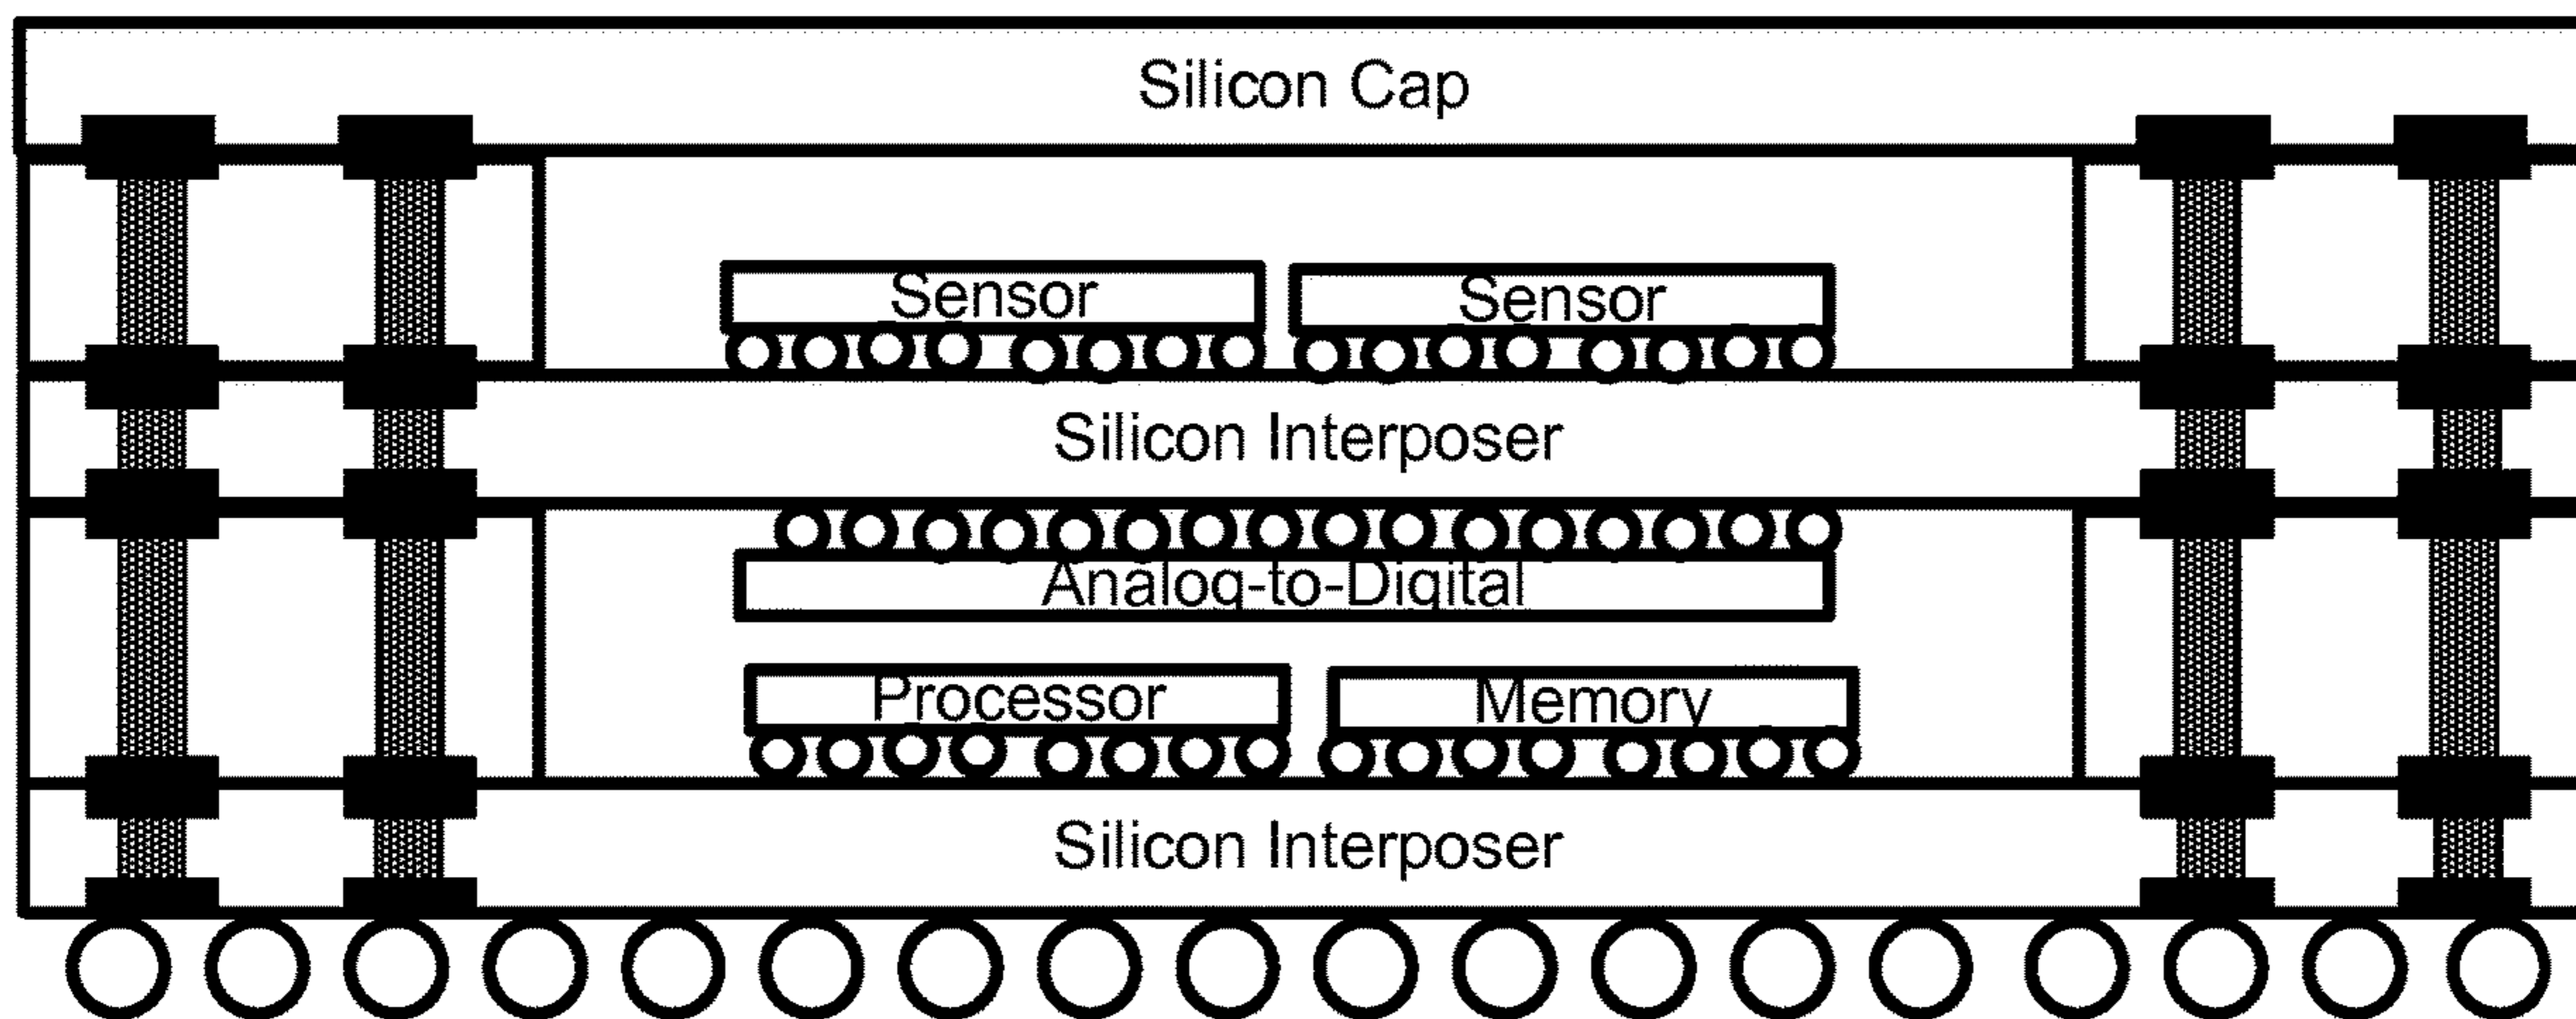 Silicon Cap
Sensor
Sensor
Silicon Interposer
Analog-to-Digital
Processor
Memory
Silicon Interposer